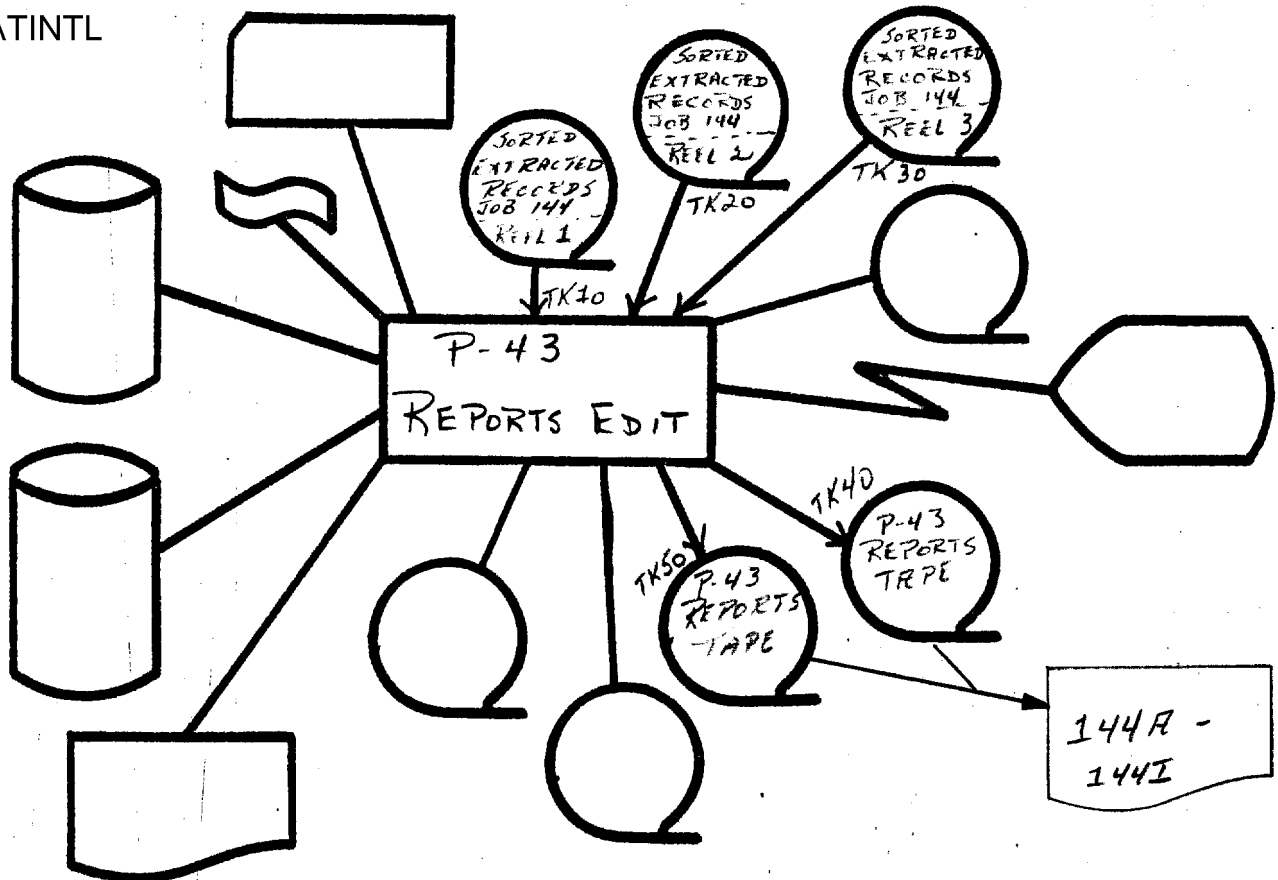 ATINTL
SORTED
EXTRACTED
RECORDS
JOB 144
REEL 1
TK10
SORTED
EXTRACTED
RECORDS
JOB 144
REEL 2
TK20
SORTED
EXTRACTED
RECORDS
JOB 144
REEL 3
TK30
P-43
REPORTS EDIT
TK50
P-43
REPORTS
TAPE
TK40
P-43
REPORTS
TAPE
144A -
144I